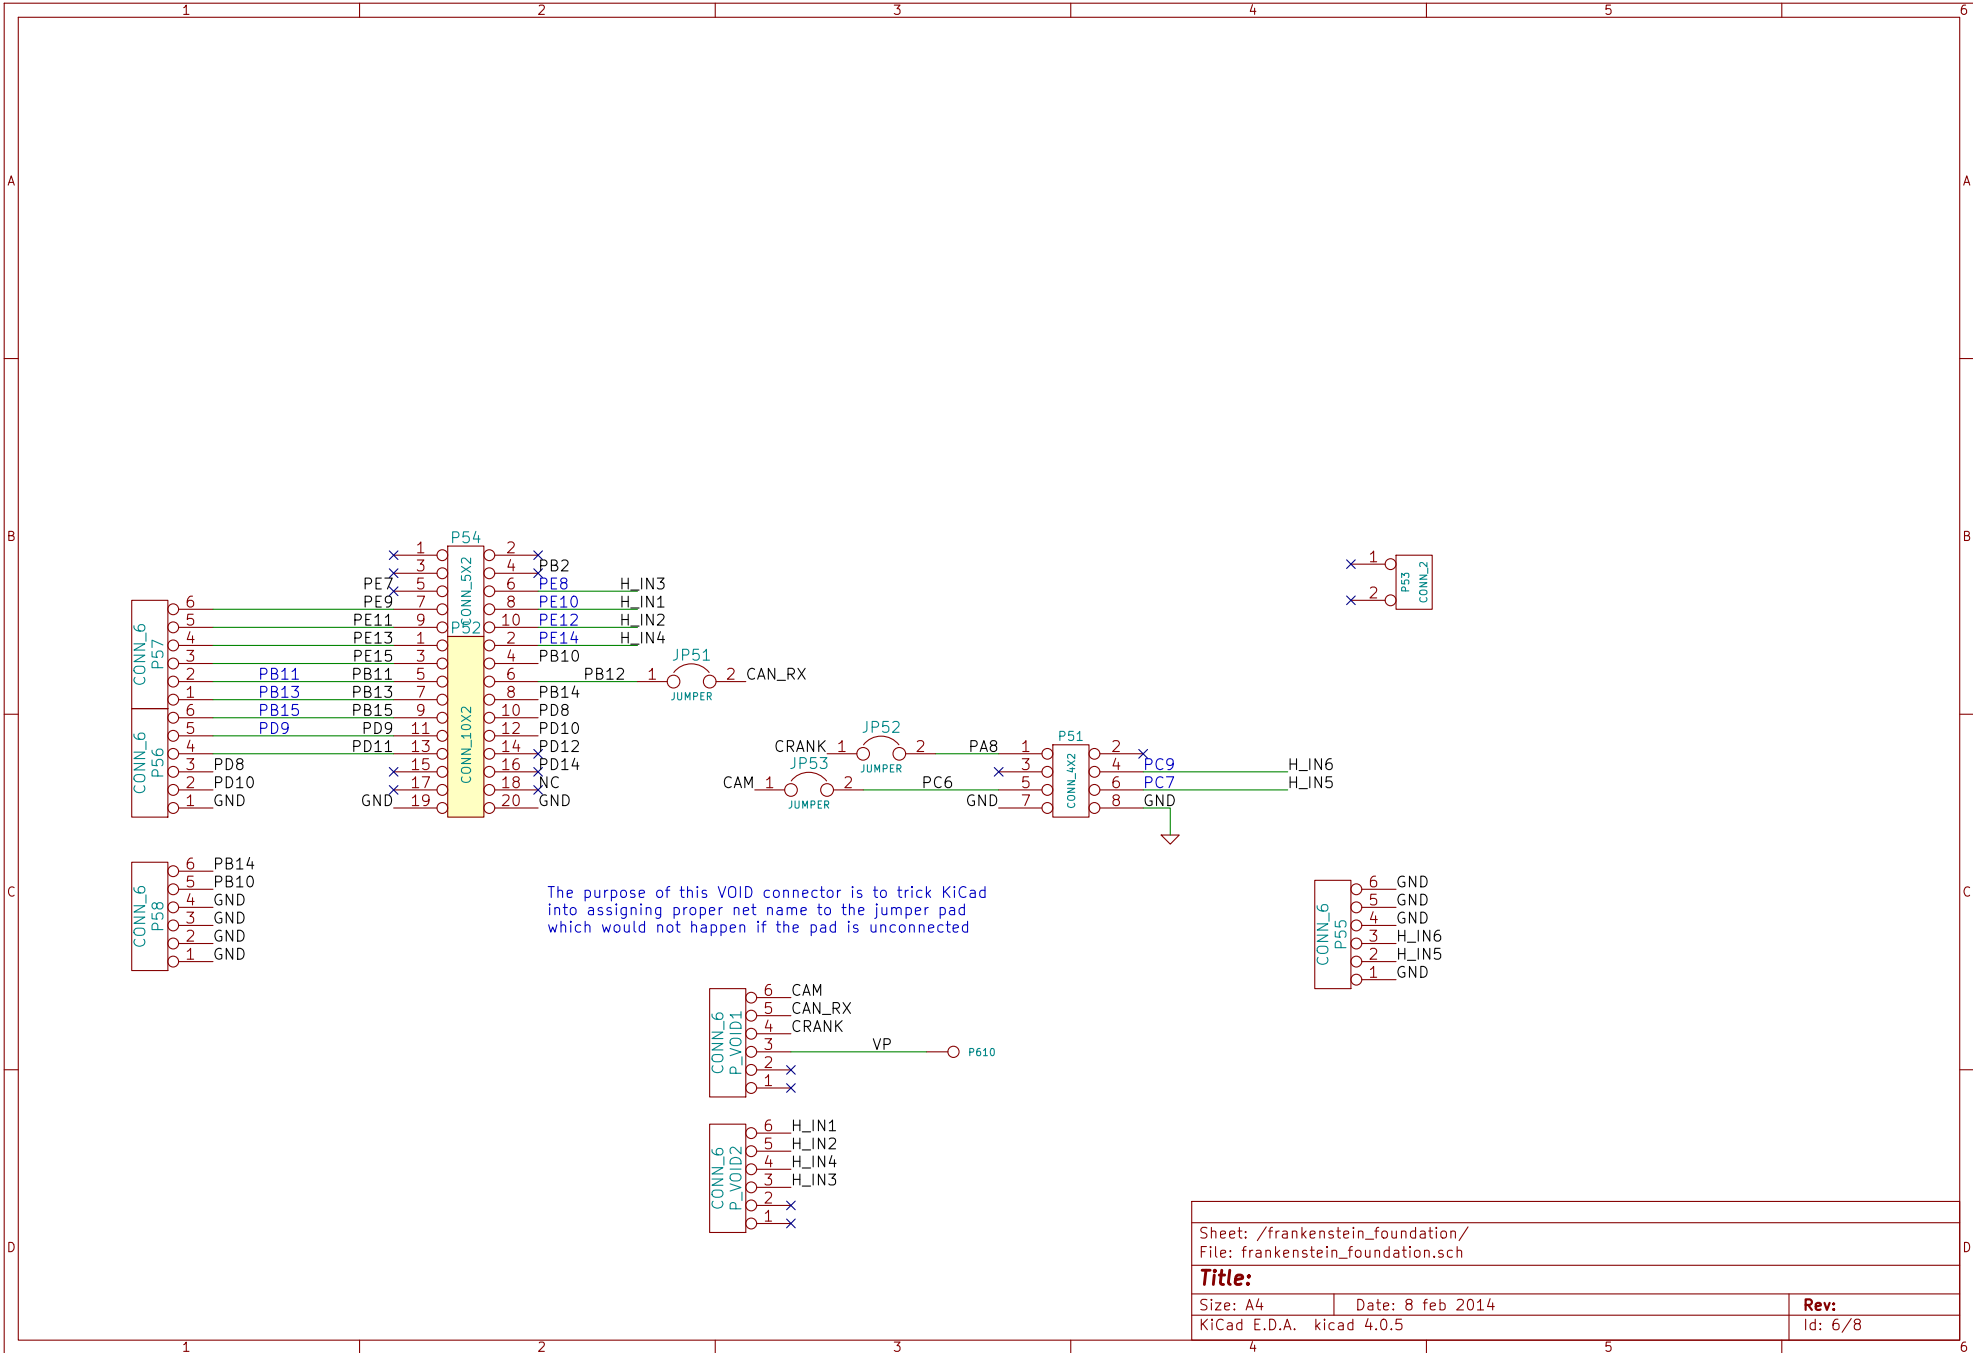 1 2 3 4 5 6
A A
B B
C C
D D
P54
CONN_5X2
1 2
3 4 PB2
PE7 5 6 PE8 H_IN3
PE9 7 8 PE10 H_IN1
PE11 9 10 PE12 H_IN2
P52
CONN_10X2
PE13 1 2 PE14 H_IN4
PE15 3 4 PB10
PB11 PB11 5 6 PB12
PB13 PB13 7 8 PB14
PB15 PB15 9 10 PD8
PD9 PD9 11 12 PD10
PD11 13 14 PD12
15 16 PD14
17 18 NC
GND 19 20 GND
CONN_6
P57
6
5
4
3
2
1
CONN_6
P56
6
5
4
3 PD8
2 PD10
1 GND
CONN_6
P58
6 PB14
5 PB10
4 GND
3 GND
2 GND
1 GND
JP51
1 2 CAN_RX
JUMPER
JP52
CRANK 1 2 PA8
JUMPER
JP53
CAM 1 2 PC6
JUMPER
P51
CONN_4X2
1 2
3 4 PC9 H_IN6
5 6 PC7 H_IN5
GND 7 8 GND
1
2
P53
CONN_2
The purpose of this VOID connector is to trick KiCad
into assigning proper net name to the jumper pad
which would not happen if the pad is unconnected
CONN_6
P55
6 GND
5 GND
4 GND
3 H_IN6
2 H_IN5
1 GND
CONN_6
P_VOID1
6 CAM
5 CAN_RX
4 CRANK
3 VP P610
2
1
CONN_6
P_VOID2
6 H_IN1
5 H_IN2
4 H_IN4
3 H_IN3
2
1
Sheet: /frankenstein_foundation/
File: frankenstein_foundation.sch
Title:
Size: A4 Date: 8 feb 2014 Rev:
KiCad E.D.A. kicad 4.0.5 Id: 6/8
1 2 3 4 5 6